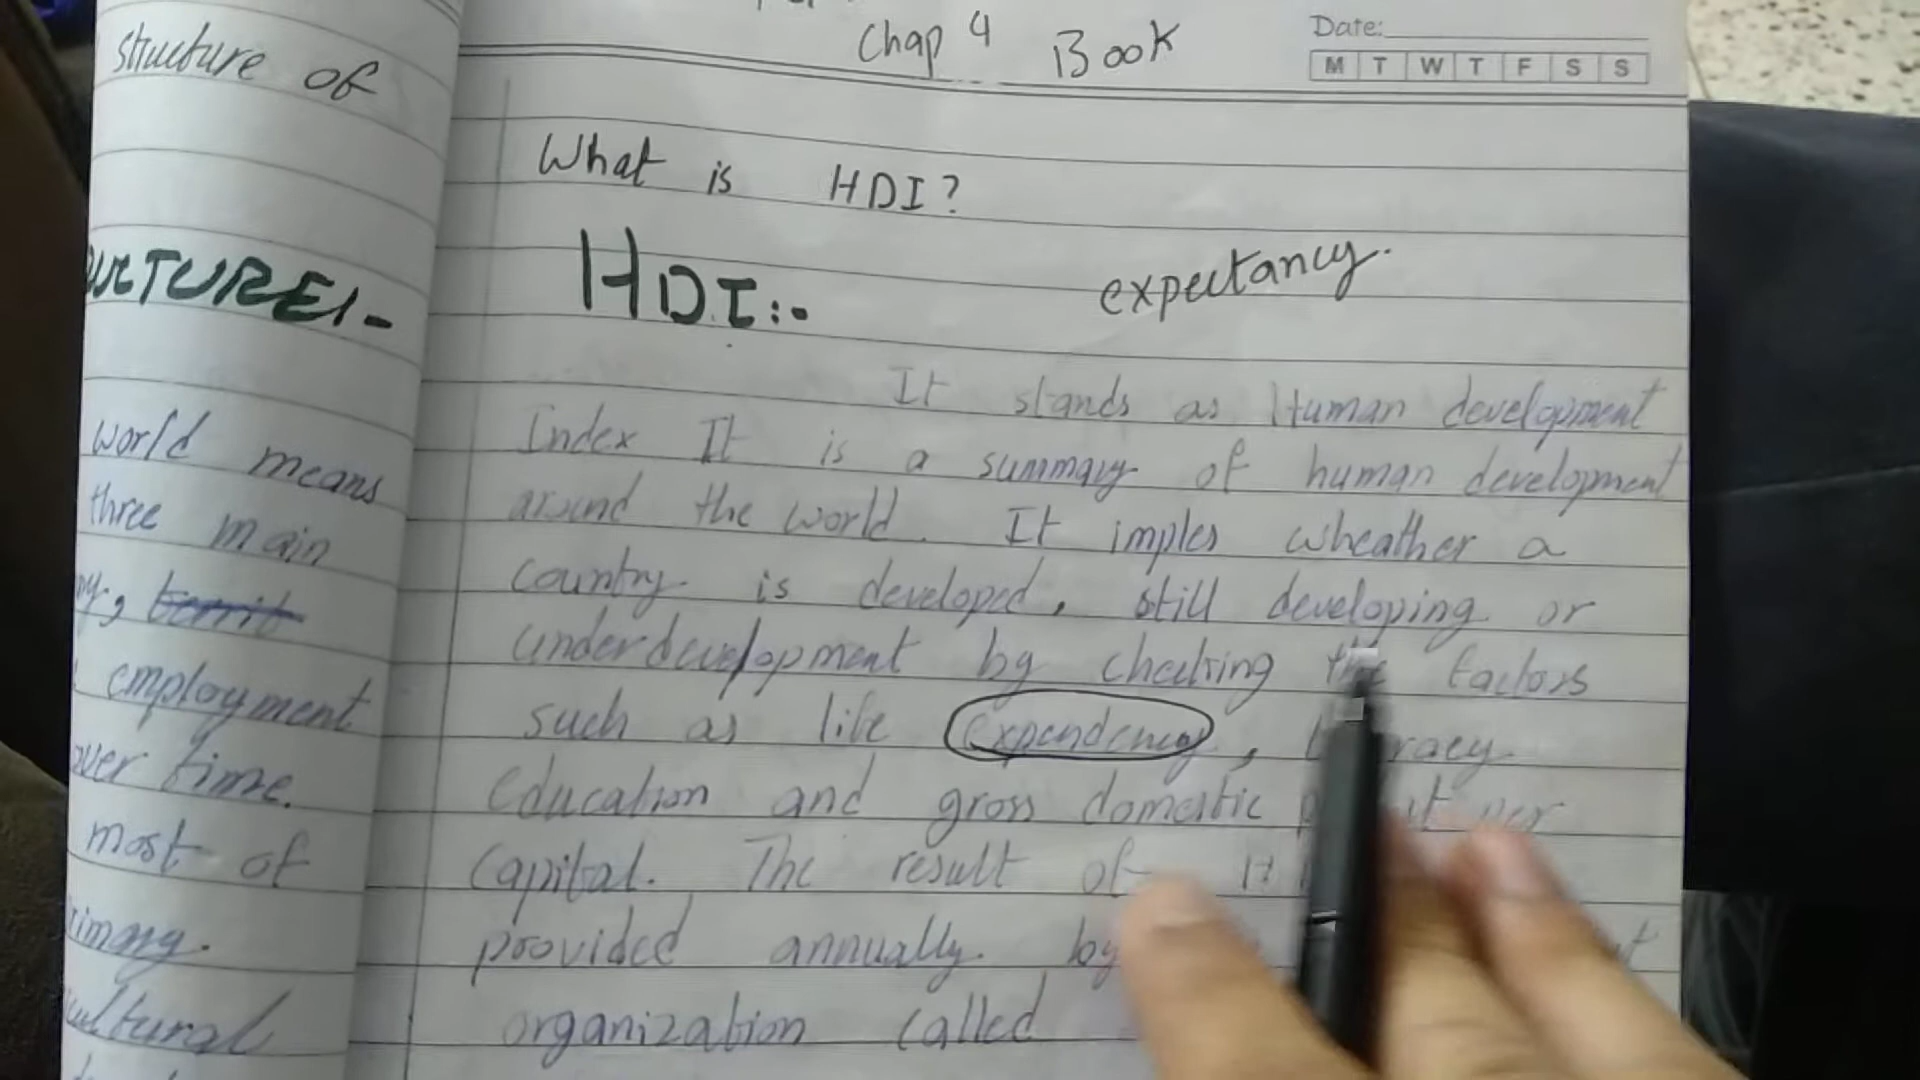 structure of
UCTURE:-
world means
three main
employment
over time.
most of
Chap 4 Book
Date:
M T W T F S S
What is HDI?
HDI:-
expectancy.
It stands as Human development
Index It is a summary of human development
around the world. It imples wheather a
country is developed, still developing or
underdevelopment by checking the factors
such as life expendency,
education and gross domestic
capital. The result of
provided annually by
organization called